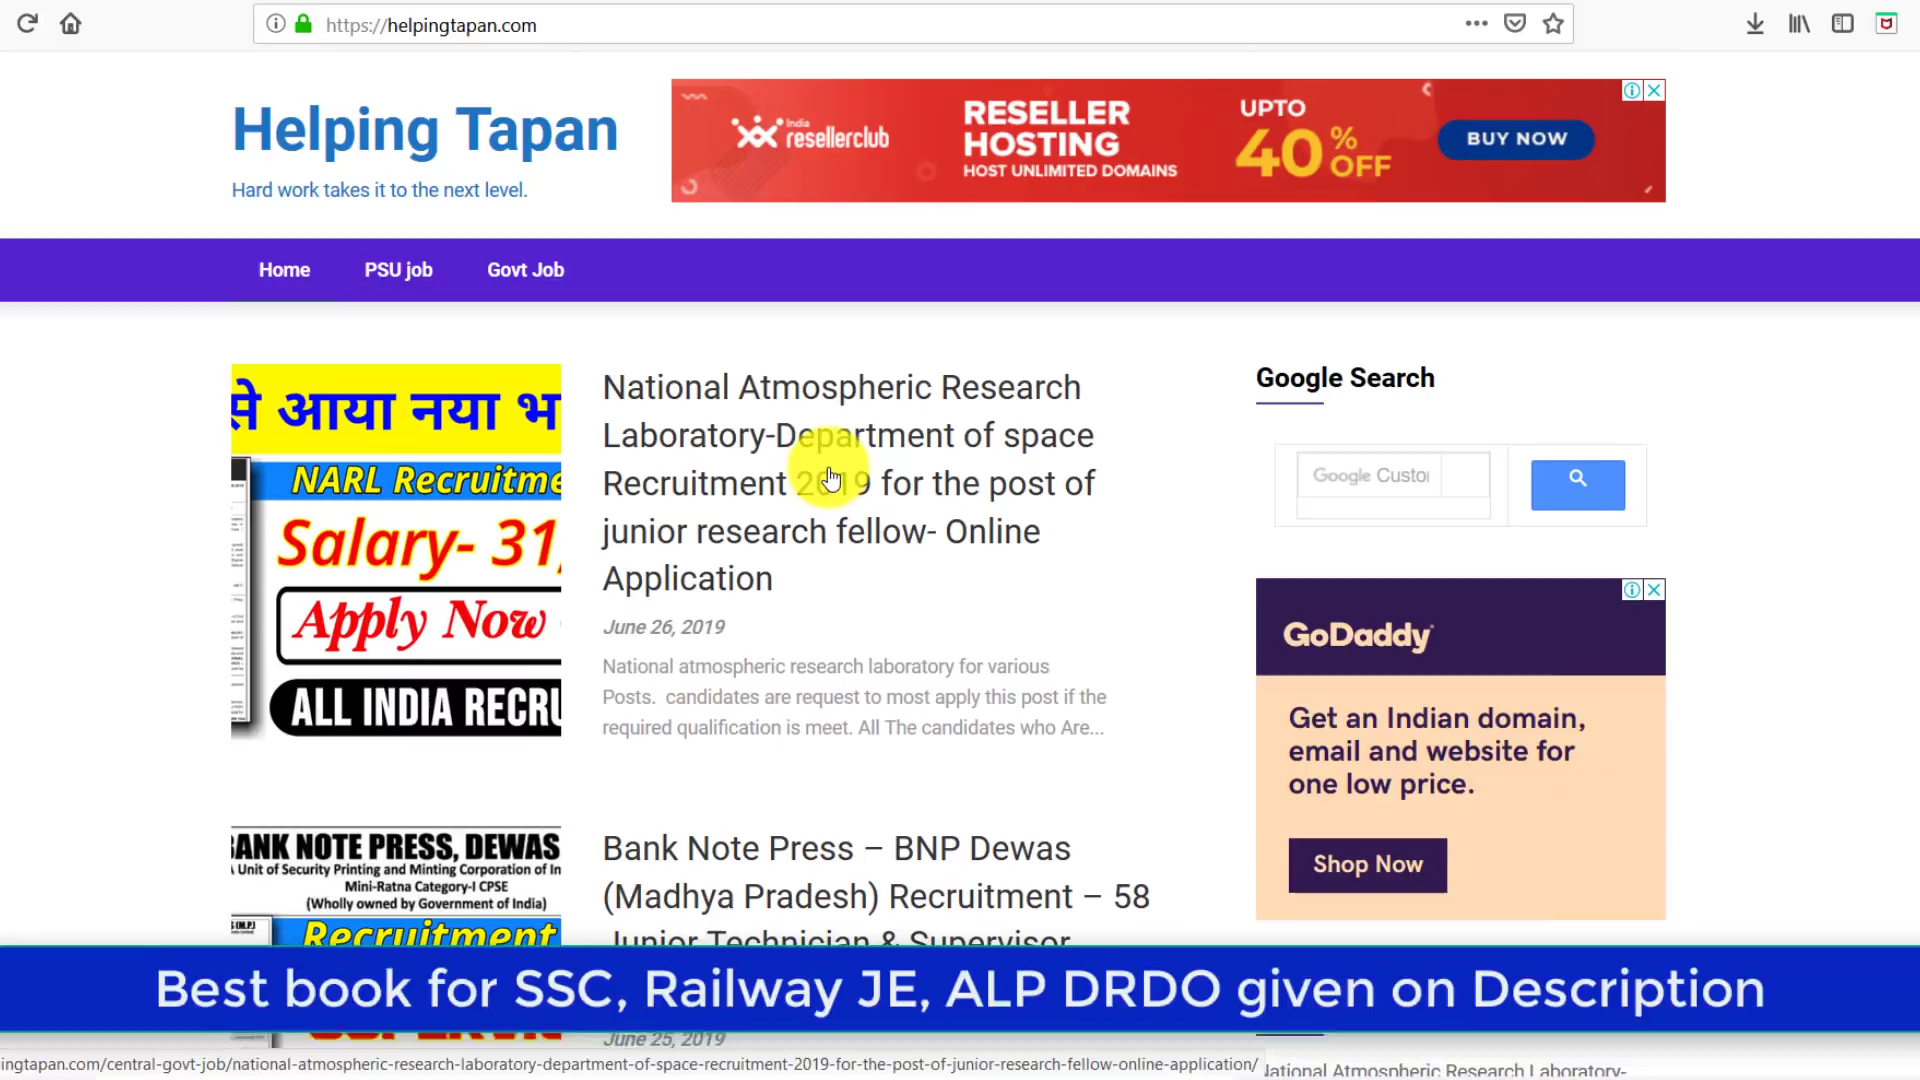 https://helpingtapan.com
Helping Tapan
Hard work takes it to the next level.
India
resellerclub
RESELLER
HOSTING
HOST UNLIMITED DOMAINS
UPTO
40% OFF
BUY NOW
Home PSU job Govt Job
से आया नया भ
NARL Recruitme
Salary- 31,
Apply Now
ALL INDIA RECRU
National Atmospheric Research
Laboratory-Department of space
Recruitment 2019 for the post of
junior research fellow- Online
Application
June 26, 2019
National atmospheric research laboratory for various
Posts. candidates are request to most apply this post if the
required qualification is meet. All The candidates who Are...
Google Search
Google Custo
GoDaddy
Get an Indian domain,
email and website for
one low price.
Shop Now
BANK NOTE PRESS, DEWAS
A Unit of Security Printing and Minting Corporation of In
Mini-Ratna Category-I CPSE
(Wholly owned by Government of India)
Recruitment
Bank Note Press – BNP Dewas
(Madhya Pradesh) Recruitment – 58
Junior Technician & Supervisor
Best book for SSC, Railway JE, ALP DRDO given on Description
June 25, 2019
ingtapan.com/central-govt-job/national-atmospheric-research-laboratory-department-of-space-recruitment-2019-for-the-post-of-junior-research-fellow-online-application/
National Atmospheric Research Laboratory-